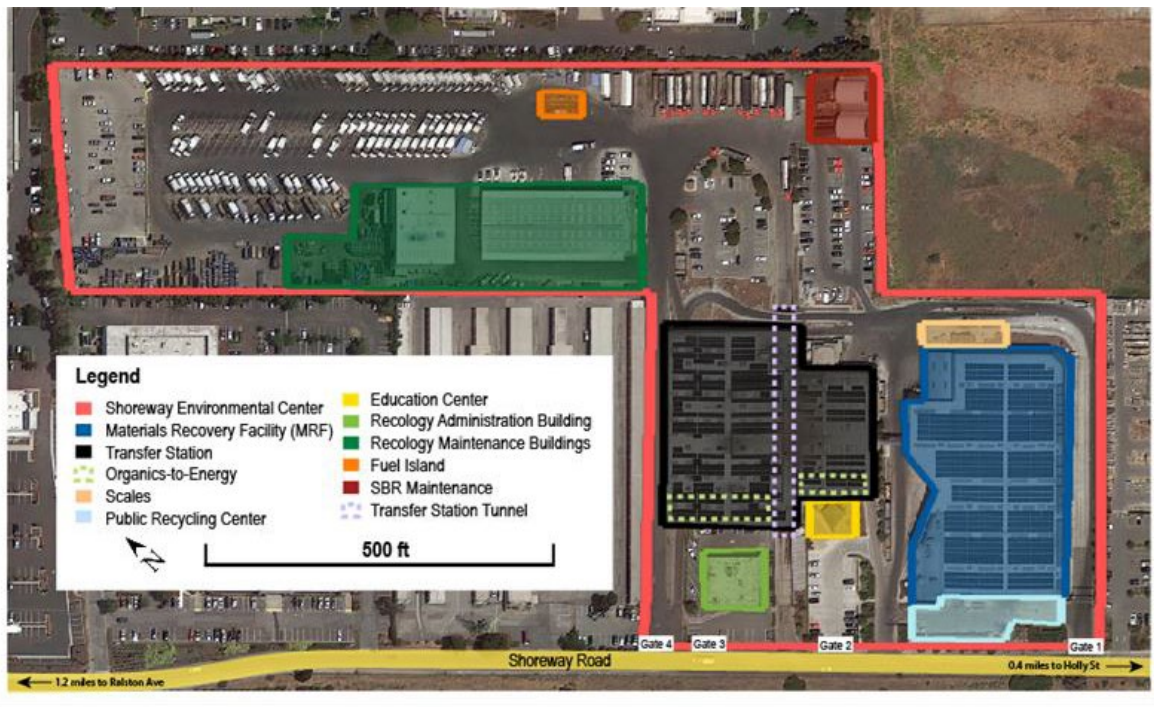 Legend
Shoreway Environmental Center
Materials Recovery Facility (MRF)
Transfer Station
Organics-to-Energy
Scales
Public Recycling Center
Education Center
Recology Administration Building
Recology Maintenance Buildings
Fuel Island
SBR Maintenance
Transfer Station Tunnel
N
500 ft
Gate 4
Gate 3
Gate 2
Gate 1
Shoreway Road
0.4 miles to Holly St
1.2 miles to Ralston Ave